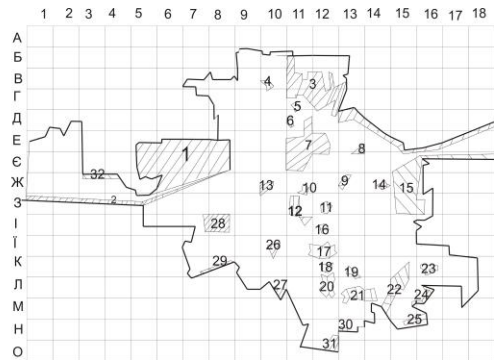 1 2 3 4 5 6 7 8 9 10 11 12 13 14 15 16 17 18
А
Б
В 4 3
Г 5
Д 6
Е 7 8
Є 1
Ж 32 13 10 9 14 15
З 2 12 11
І 28 16
Ї 26 17
К 29 18 19 23
Л 27 20 21 22 24
М
Н 30 25
О 31